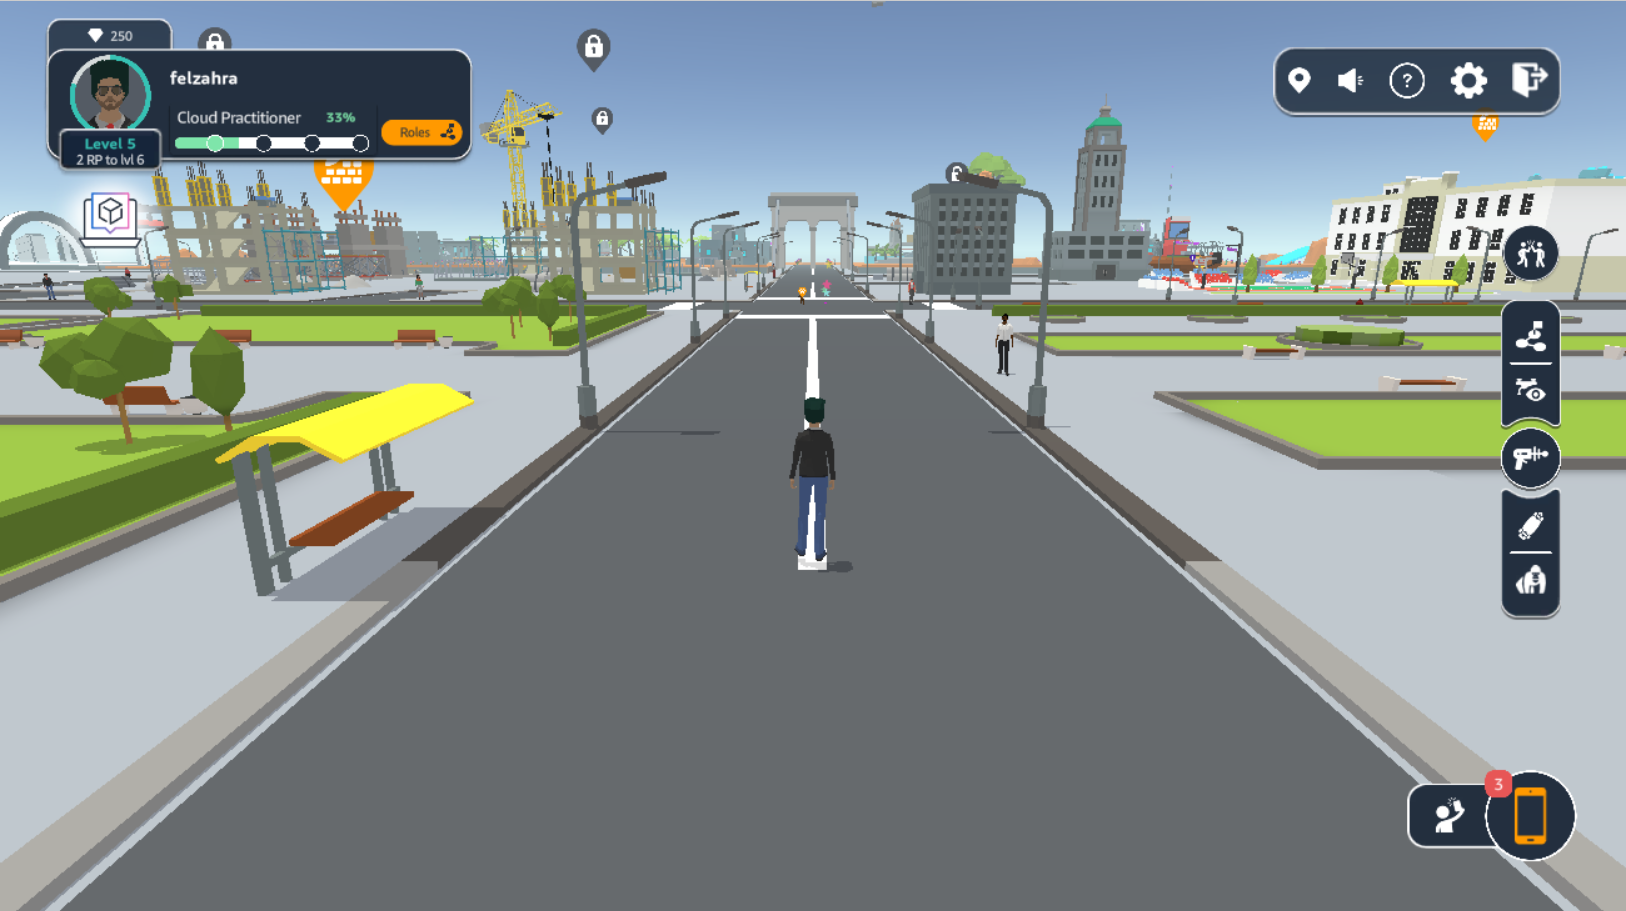 250
felzahra
Cloud Practitioner 33%
Roles
Level 5
2 RP to lvl 6
?
3